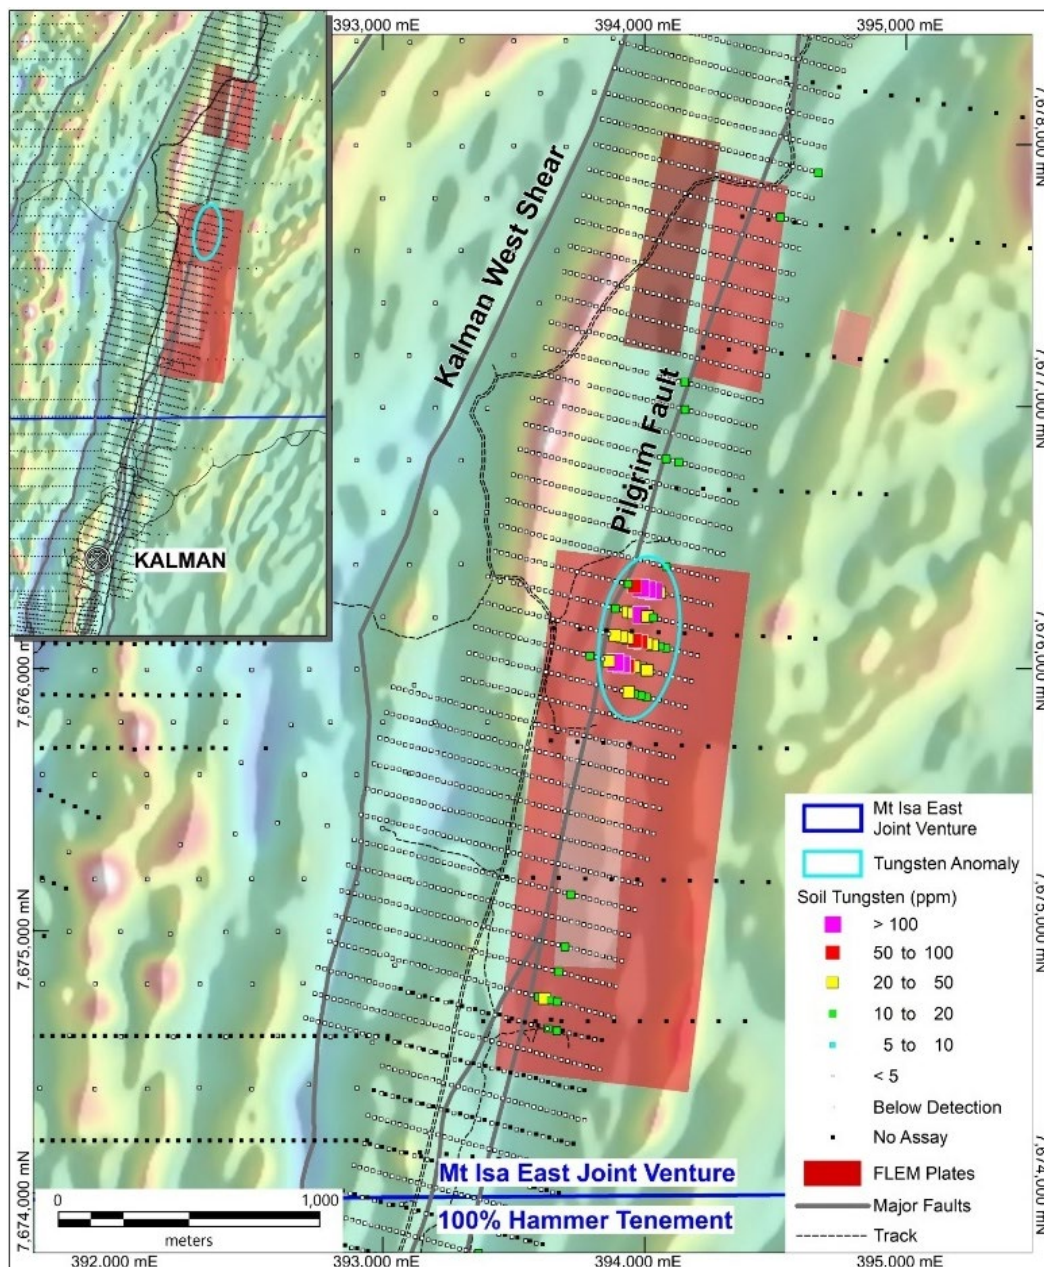 393,000 mE
394,000 mE
395,000 mE
7,678,000 mN
Kalman West Shear
7,677,000 mN
Pilgrim Fault
KALMAN
7,676,000 mN
7,676,000 mN
Mt Isa East
Joint Venture
Tungsten Anomaly
Soil Tungsten (ppm)
> 100
50 to 100
20 to 50
10 to 20
5 to 10
< 5
Below Detection
No Assay
FLEM Plates
Major Faults
Track
7,675,000 mN
7,675,000 mN
7,674,000 mN
7,674,000 mN
Mt Isa East Joint Venture
100% Hammer Tenement
0
1,000
meters
392,000 mE
393,000 mE
394,000 mE
395,000 mE